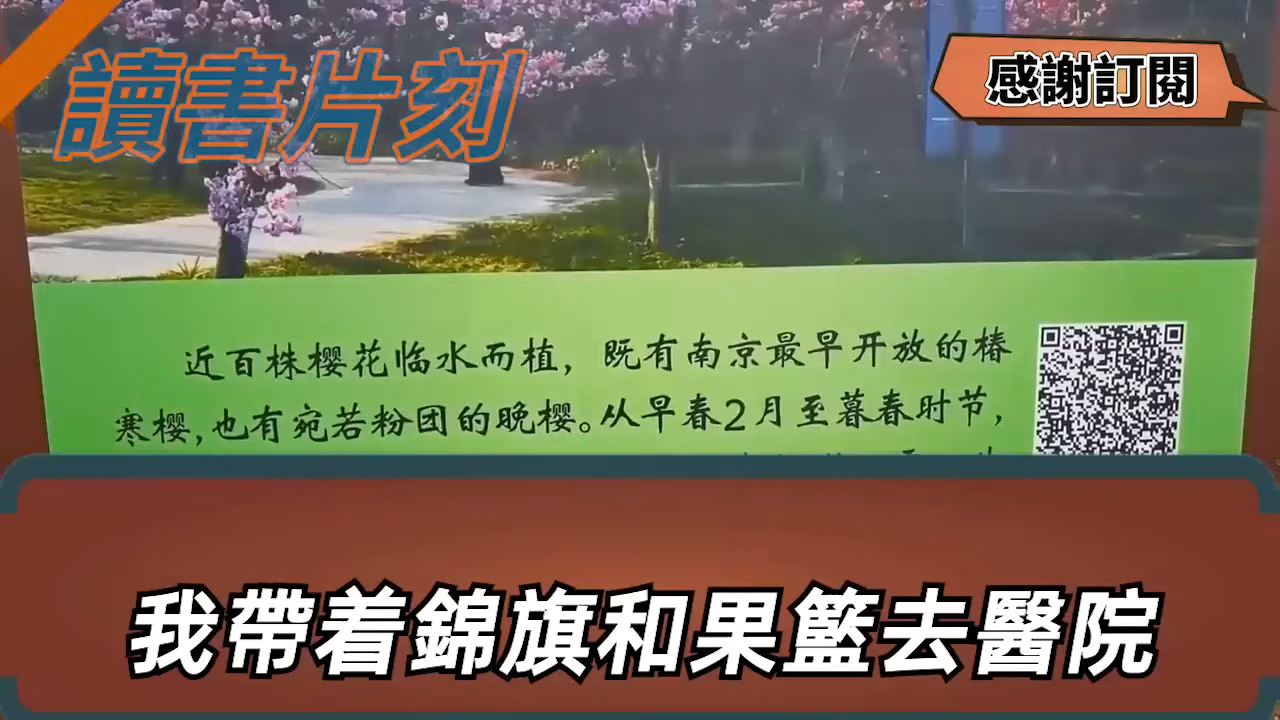 讀書片刻
感謝訂閱
近百株樱花临水而植，既有南京最早开放的椿
寒樱，也有宛若粉团的晚樱。从早春2月至暮春时节，
我帶着錦旗和果籃去醫院